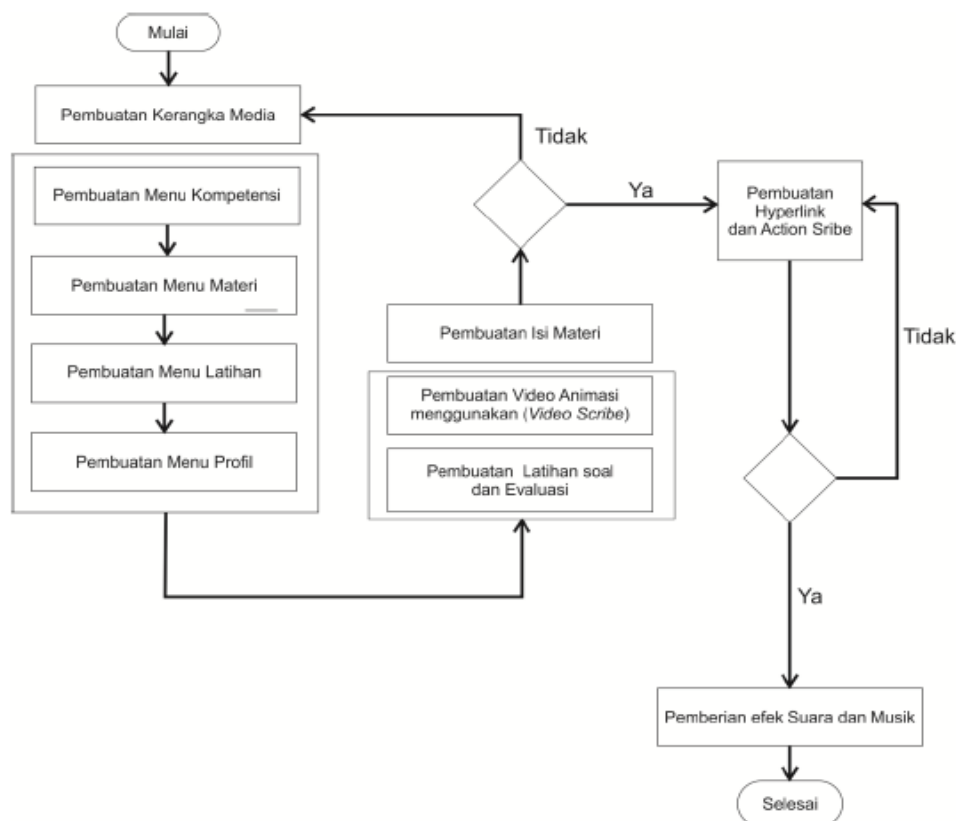 Mulai
Pembuatan Kerangka Media
Pembuatan Menu Kompetensi
Pembuatan Menu Materi
Pembuatan Menu Latihan
Pembuatan Menu Profil
Tidak
Ya
Pembuatan Isi Materi
Pembuatan Video Animasi
menggunakan (Video Scribe)
Pembuatan Latihan soal
dan Evaluasi
Pembuatan
Hyperlink
dan Action Sribe
Tidak
Ya
Pemberian efek Suara dan Musik
Selesai